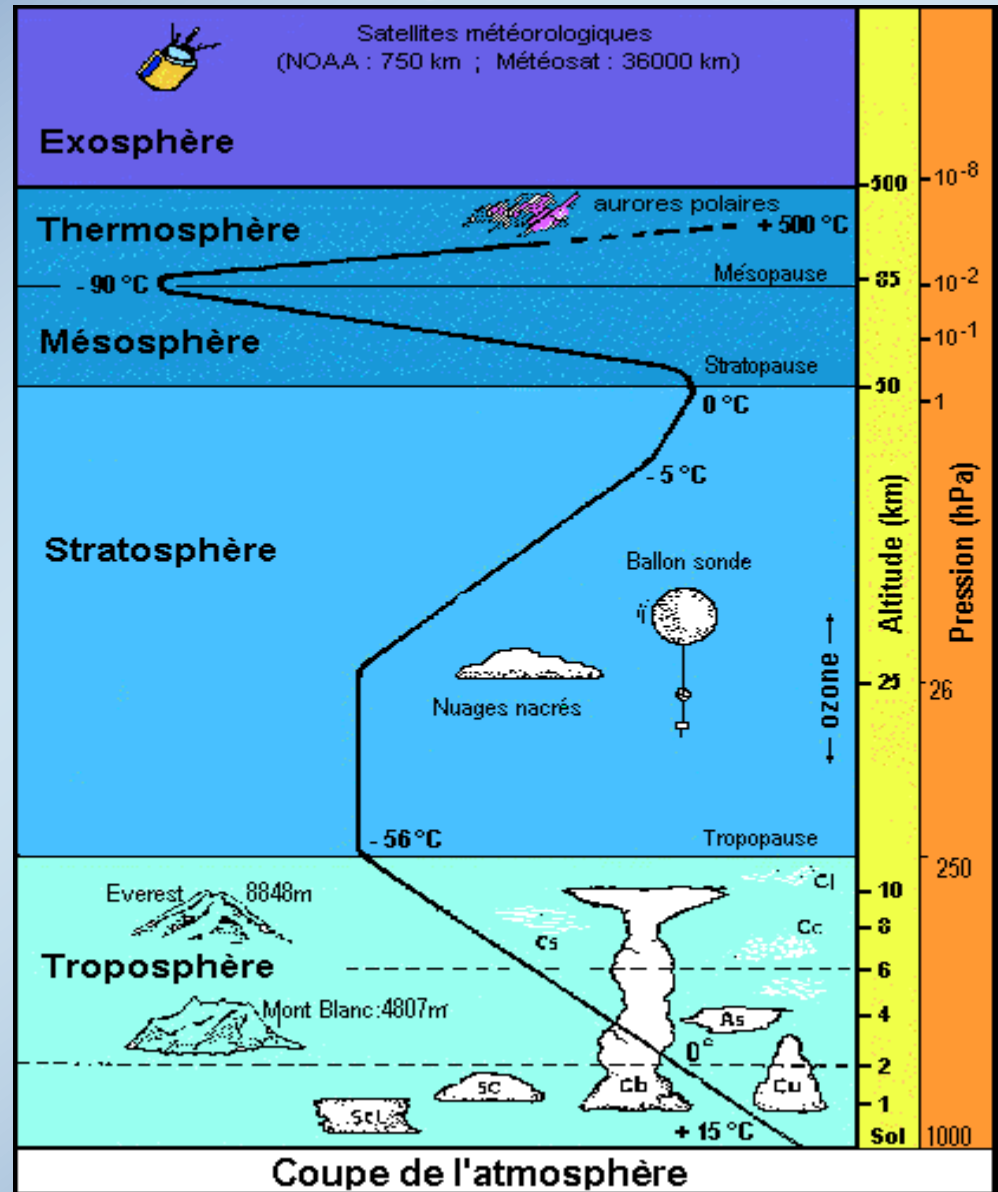 Satellites météorologiques
(NOAA : 750 km ; Météosat : 36000 km)
Exosphère
500
10-8
aurores polaires
Thermosphère
+ 500 °C
- 90 °C
Mésopause
85
10-2
Mésosphère
10-1
Stratopause
50
0 °C
1
- 5 °C
Altitude (km)
Pression (hPa)
Stratosphère
Ballon sonde
ozone
25
26
Nuages nacrés
- 56 °C
Tropopause
250
Everest 8848m
10
Cs
8
Cc
Troposphère
6
Mont Blanc:4807m
4
As
0°
2
Sc
Cb
Cu
1
+ 15 °C
Sol
1000
Coupe de l'atmosphère